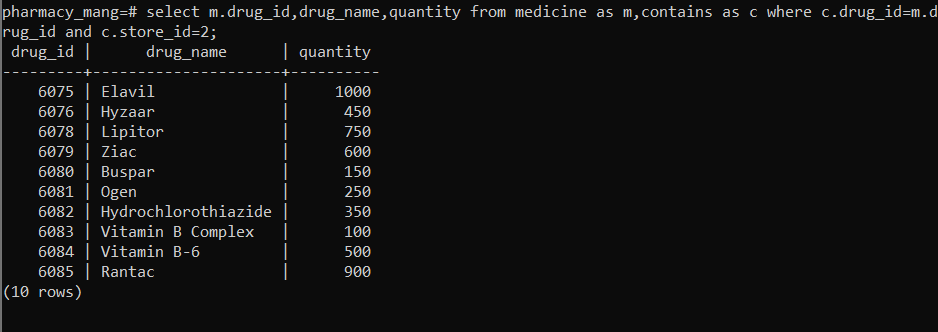 pharmacy_mang=# select m.drug_id,drug_name,quantity from medicine as m,contains as c where c.drug_id=m.d
rug_id and c.store_id=2;
 drug_id |      drug_name      | quantity
---------+---------------------+----------
    6075 | Elavil              |     1000
    6076 | Hyzaar              |      450
    6078 | Lipitor             |      750
    6079 | Ziac                |      600
    6080 | Buspar              |      150
    6081 | Ogen                |      250
    6082 | Hydrochlorothiazide |      350
    6083 | Vitamin B Complex   |      100
    6084 | Vitamin B-6         |      500
    6085 | Rantac              |      900
(10 rows)